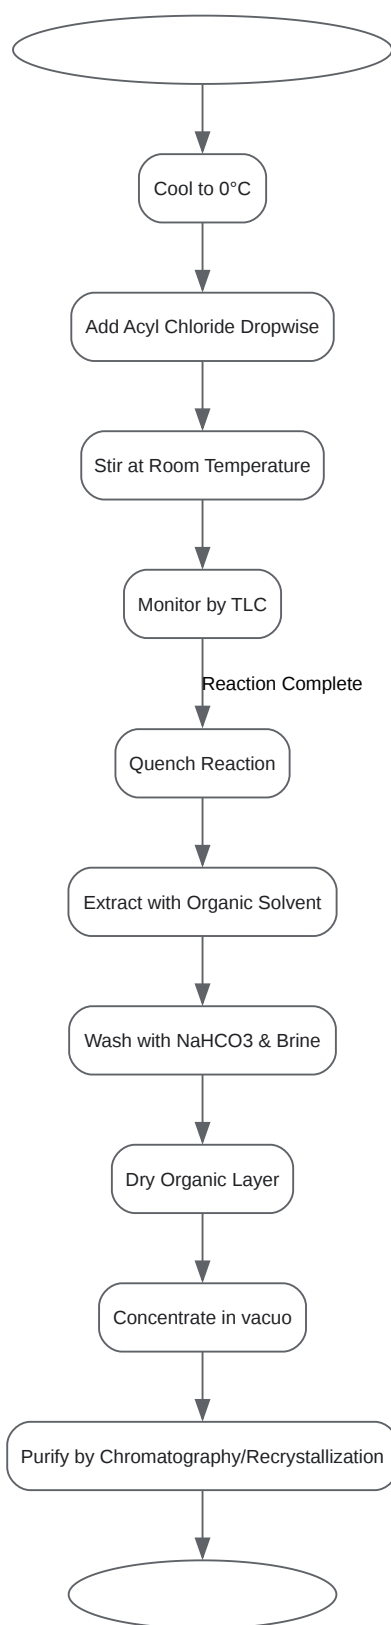 Cool to 0°C
Add Acyl Chloride Dropwise
Stir at Room Temperature
Monitor by TLC
Reaction Complete
Quench Reaction
Extract with Organic Solvent
Wash with NaHCO3 & Brine
Dry Organic Layer
Concentrate in vacuo
Purify by Chromatography/Recrystallization